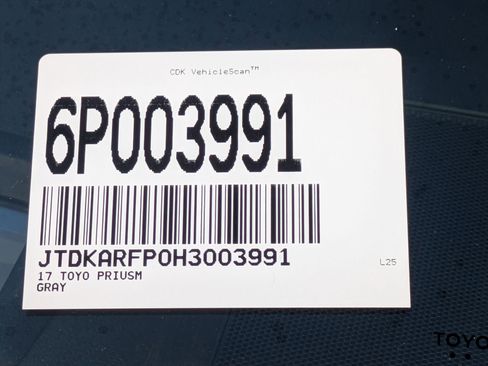 CDK VehicleScan™
6P003991
JTDKARFP0H3003991
17 TOYO PRIUSM
GRAY
L25
TOYO